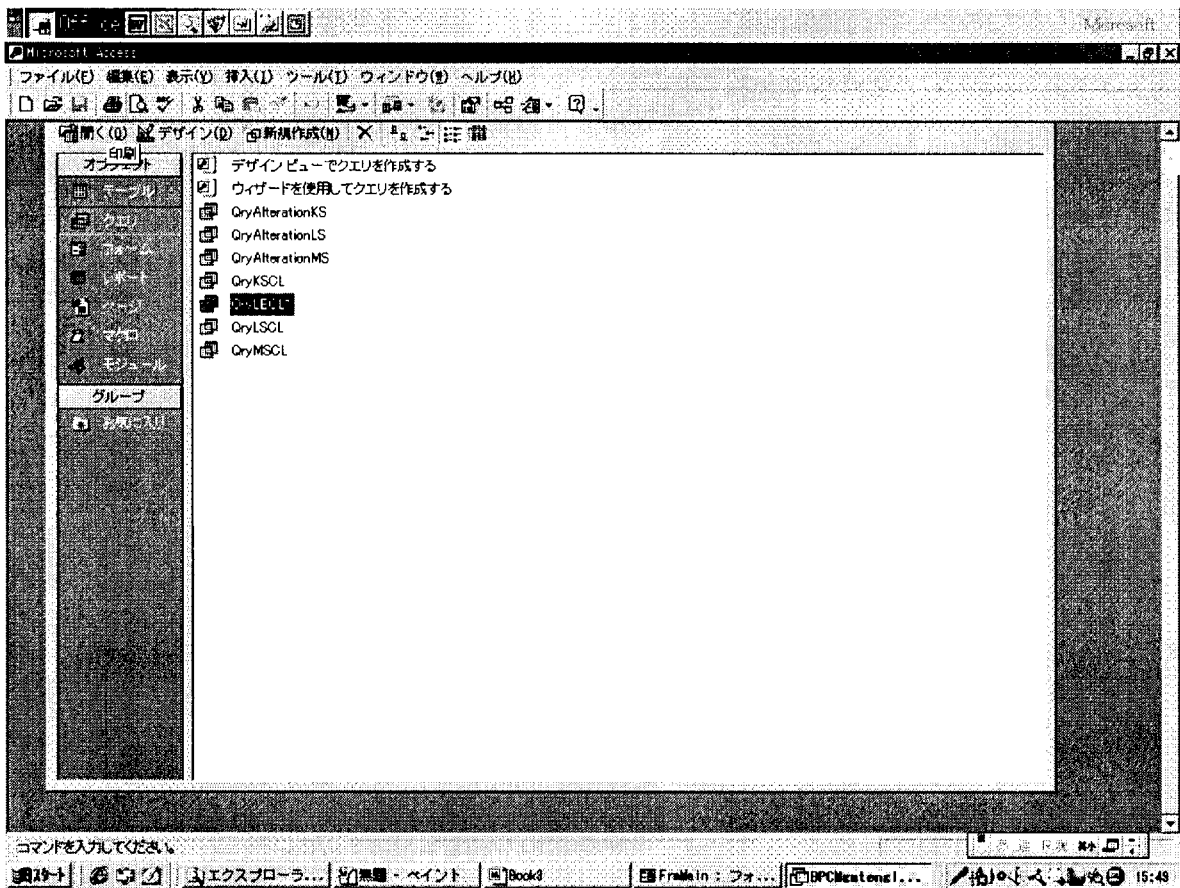 Office
Microsoft
Microsoft Access
ファイル(F) 編集(E) 表示(V) 挿入(I) ツール(T) ウィンドウ(W) ヘルプ(H)
開く(O) デザイン(D) 新規作成(N)
印刷
オブジェクト
テーブル
クエリ
フォーム
レポート
ページ
マクロ
モジュール
グループ
お気に入り
デザイン ビューでクエリを作成する
ウィザードを使用してクエリを作成する
QryAlterationKS
QryAlterationLS
QryAlterationMS
QryKSCL
QryLSCL
QryMSCL
コマンドを入力してください。
スタート エクスプローラ... 無題 - ペイント Book3 FrmMain : フォ... 15:49